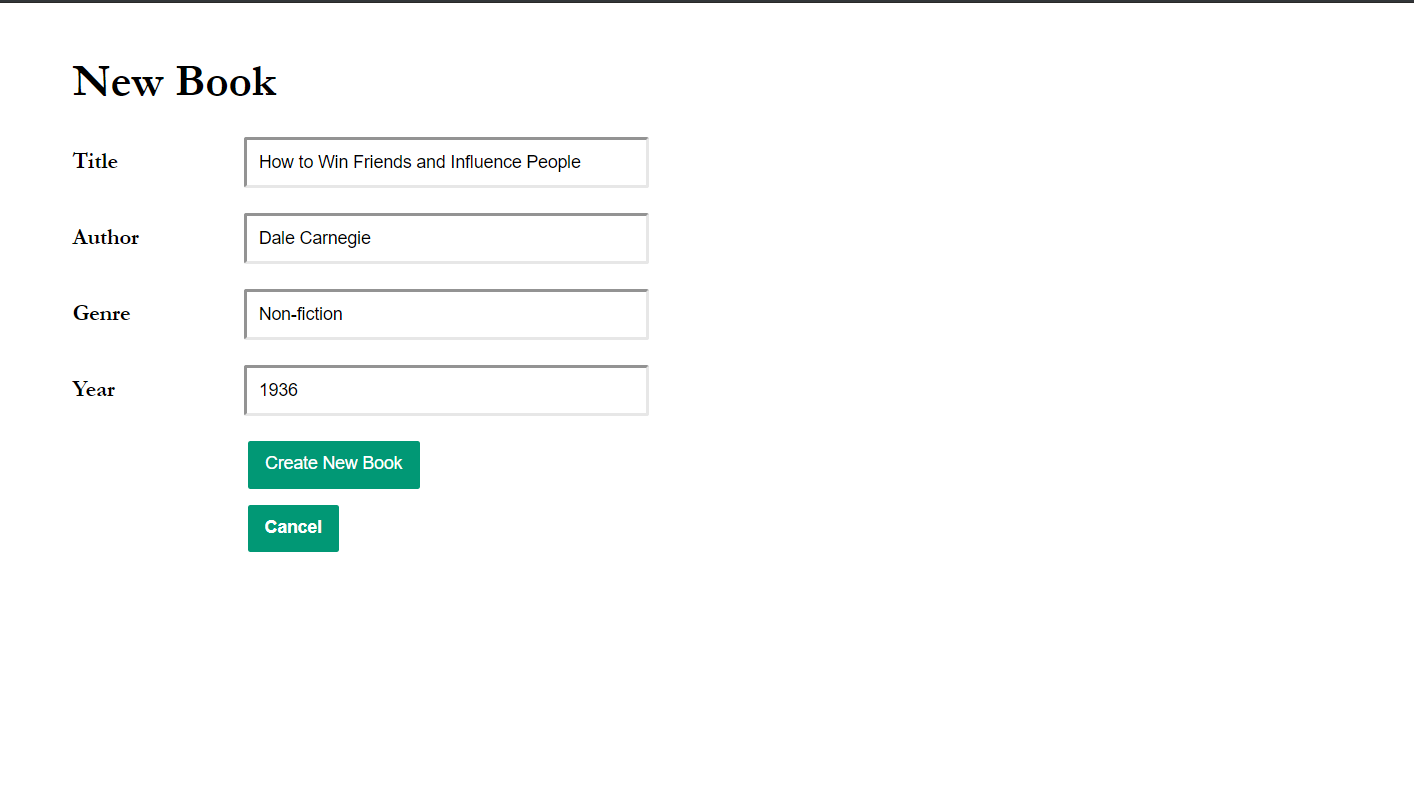 New Book
Title
How to Win Friends and Influence People
Author
Dale Carnegie
Genre
Non-fiction
Year
1936
Create New Book
Cancel